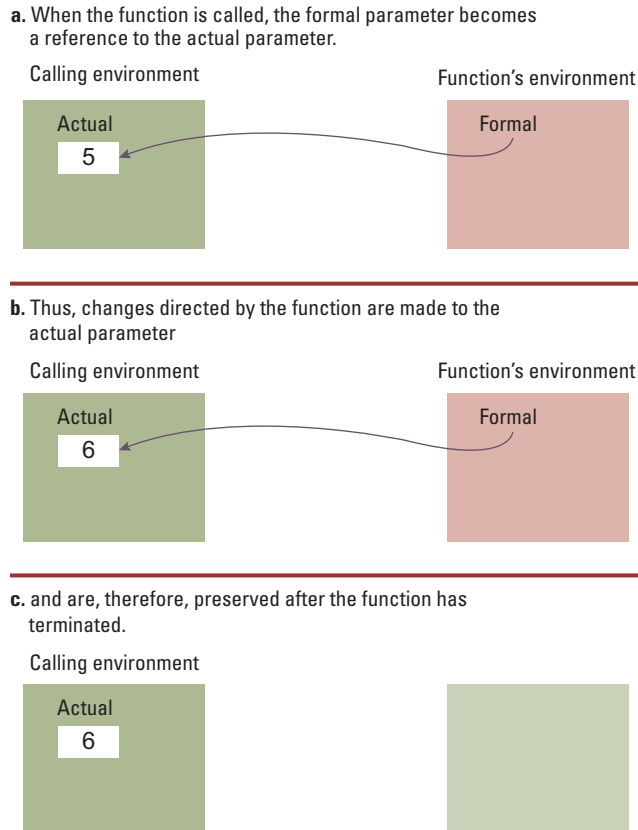 a. When the function is called, the formal parameter becomes
a reference to the actual parameter.
Calling environment
Function's environment
Actual
Formal
5
b. Thus, changes directed by the function are made to the
actual parameter
Calling environment
Function's environment
Actual
Formal
6
c. and are, therefore, preserved after the function has
terminated.
Calling environment
Actual
6